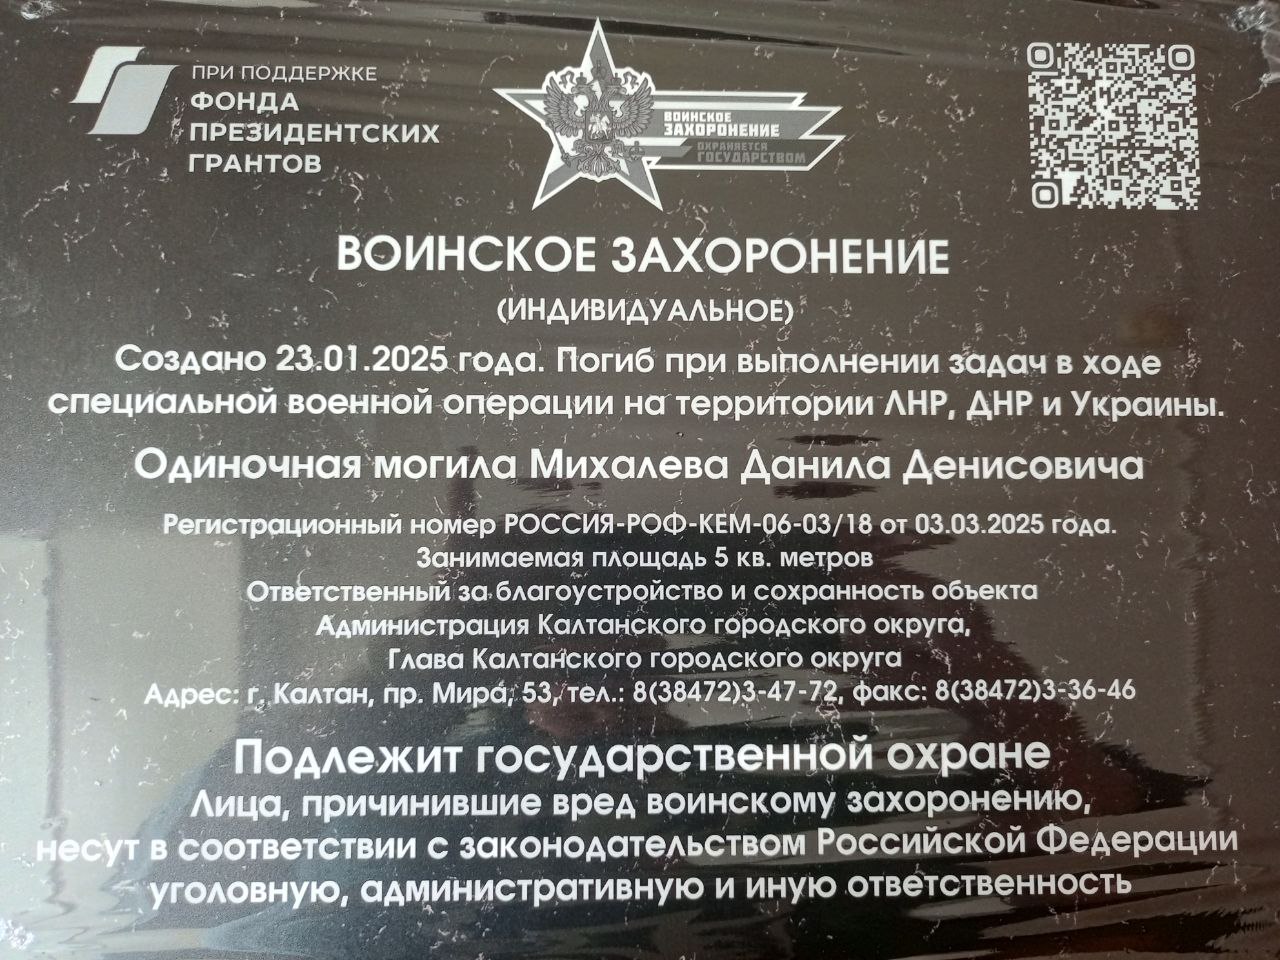 ПРИ ПОДДЕРЖКЕ
ФОНДА
ПРЕЗИДЕНТСКИХ
ГРАНТОВ
ВОИНСКОЕ
ЗАХОРОНЕНИЕ
ОХРАНЯЕТСЯ
ГОСУДАРСТВОМ
ВОИНСКОЕ ЗАХОРОНЕНИЕ
(ИНДИВИДУАЛЬНОЕ)
Создано 23.01.2025 года. Погиб при выполнении задач в ходе
специальной военной операции на территории ЛНР, ДНР и Украины.
Одиночная могила Михалева Данила Денисовича
Регистрационный номер РОССИЯ-РОФ-КЕМ-06-03/18 от 03.03.2025 года.
Занимаемая площадь 5 кв. метров
Ответственный за благоустройство и сохранность объекта
Администрация Калтанского городского округа,
Глава Калтанского городского округа
Адрес: г. Калтан, пр. Мира, 53, тел.: 8(38472)3-47-72, факс: 8(38472)3-36-46
Подлежит государственной охране
Лица, причинившие вред воинскому захоронению,
несут в соответствии с законодательством Российской Федерации
уголовную, административную и иную ответственность